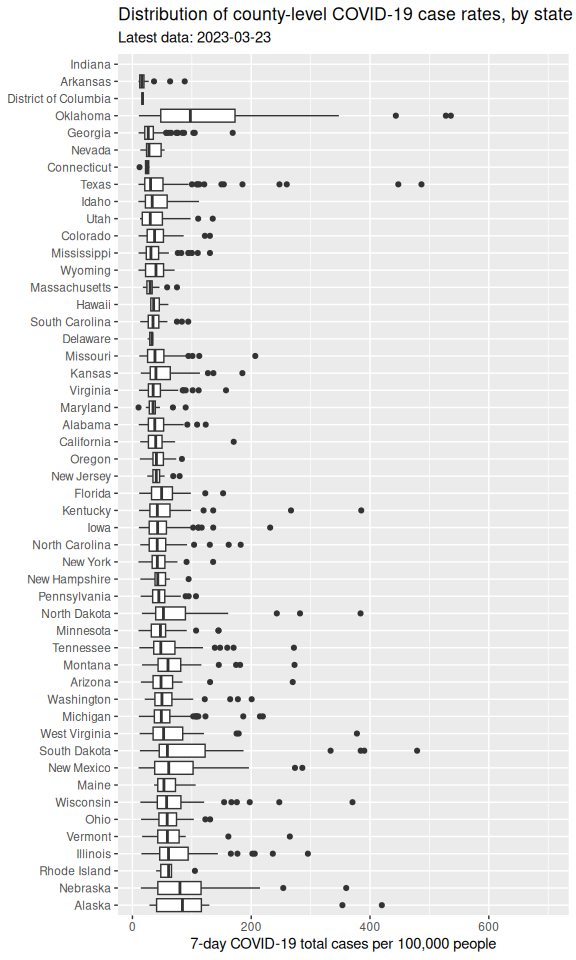 Distribution of county-level COVID-19 case rates, by state
Latest data: 2023-03-23
Indiana
Arkansas
District of Columbia
Oklahoma
Georgia
Nevada
Connecticut
Texas
Idaho
Utah
Colorado
Mississippi
Wyoming
Massachusetts
Hawaii
South Carolina
Delaware
Missouri
Kansas
Virginia
Maryland
Alabama
California
Oregon
New Jersey
Florida
Kentucky
Iowa
North Carolina
New York
New Hampshire
Pennsylvania
North Dakota
Minnesota
Tennessee
Montana
Arizona
Washington
Michigan
West Virginia
South Dakota
New Mexico
Maine
Wisconsin
Ohio
Vermont
Illinois
Rhode Island
Nebraska
Alaska
0 200 400 600
7-day COVID-19 total cases per 100,000 people